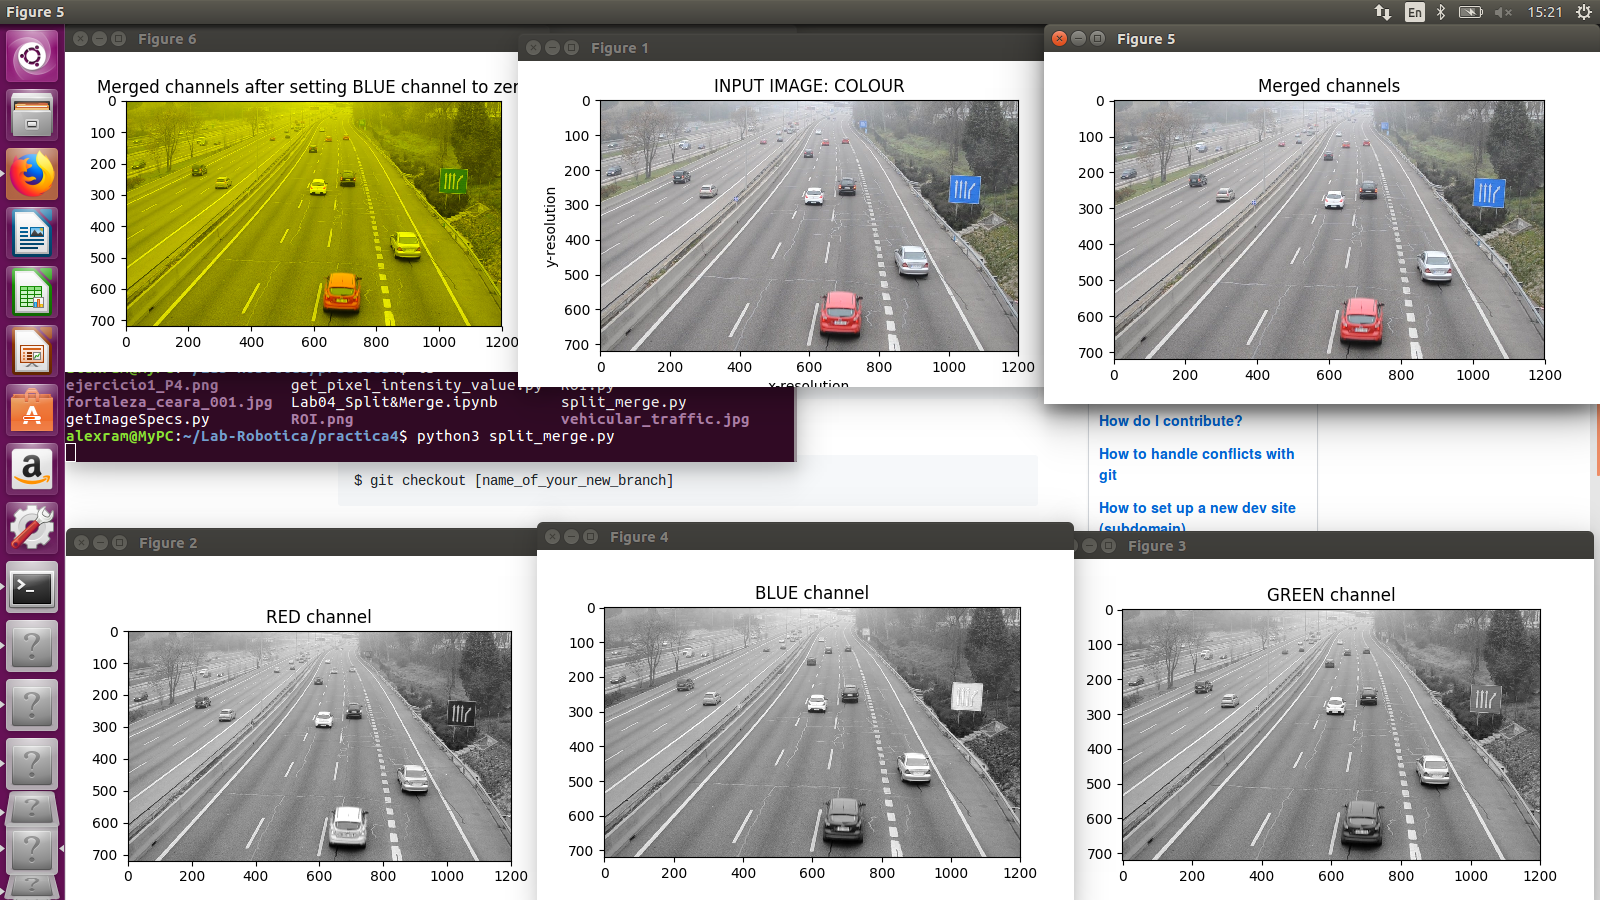 Figure 5
En
15:21
Figure 6
Merged channels after setting BLUE channel to zer
0
100
200
300
400
500
600
700
0 200 400 600 800 1000 1200
Figure 1
INPUT IMAGE: COLOUR
y-resolution
0
100
200
300
400
500
600
700
0 200 400 600 800 1000 1200
x-resolution
Figure 5
Merged channels
0
100
200
300
400
500
600
700
0 200 400 600 800 1000 1200
ejercicio1_P4.png get_pixel_intensity_value.py ROI.py
fortaleza_ceara_001.jpg Lab04_Split&Merge.ipynb split_merge.py
getImageSpecs.py ROI.png vehicular_traffic.jpg
alexram@MyPC:~/Lab-Robotica/practica4$ python3 split_merge.py
$ git checkout [name_of_your_new_branch]
How do I contribute?
How to handle conflicts with
git
How to set up a new dev site
(subdomain)
Figure 2
RED channel
0
100
200
300
400
500
600
700
0 200 400 600 800 1000 1200
Figure 4
BLUE channel
0
100
200
300
400
500
600
700
0 200 400 600 800 1000 1200
Figure 3
GREEN channel
0
100
200
300
400
500
600
700
0 200 400 600 800 1000 1200